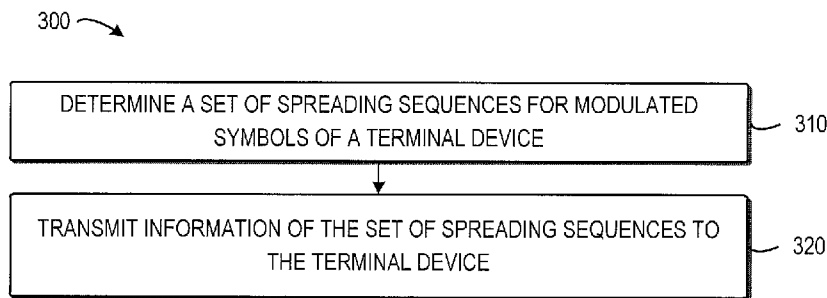 300
DETERMINE A SET OF SPREADING SEQUENCES FOR MODULATED
SYMBOLS OF A TERMINAL DEVICE
310
TRANSMIT INFORMATION OF THE SET OF SPREADING SEQUENCES TO
THE TERMINAL DEVICE
320